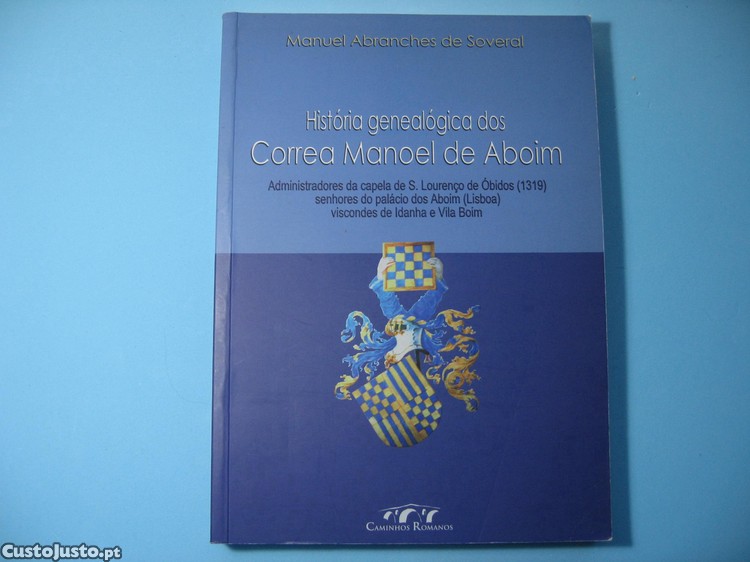 Manuel Abranches de Soveral
História genealógica dos
Correa Manoel de Aboim
Administradores da capela de S. Lourenço de Óbidos (1319)
senhores do palácio dos Aboim (Lisboa)
viscondes de Idanha e Vila Boim
CAMINHOS ROMANOS
CustoJusto.pt